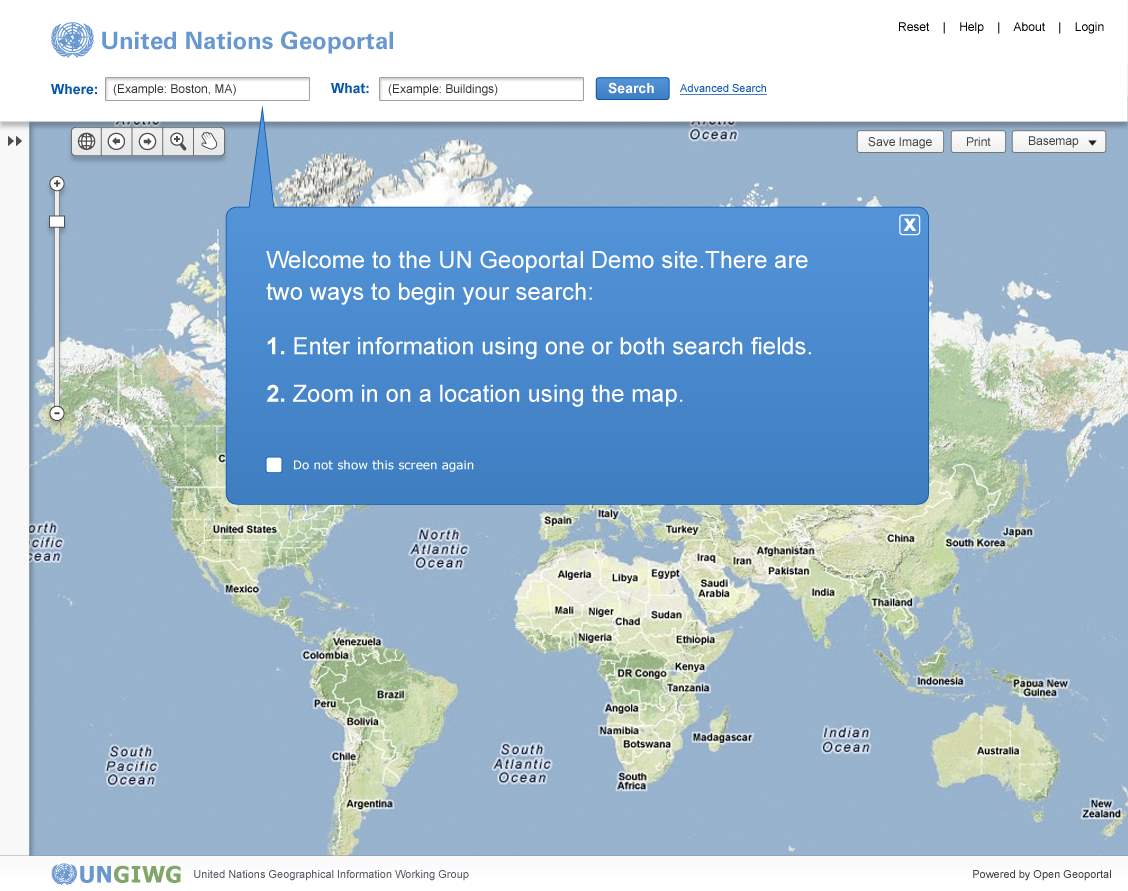 Reset | Help | About | Login
United Nations Geoportal
Where: (Example: Boston, MA) What: (Example: Buildings) Search Advanced Search
Arctic
Ocean
Save Image Print Basemap
X
Welcome to the UN Geoportal Demo site.There are
two ways to begin your search:
1. Enter information using one or both search fields.
2. Zoom in on a location using the map.
Do not show this screen again
Spain
Italy
Turkey
United States
North
Atlantic
Ocean
China
Japan
South Korea
Iraq
Iran
Afghanistan
Pakistan
Algeria
Libya
Egypt
Saudi
Arabia
India
Thailand
Mexico
Mali
Niger
Chad
Sudan
Nigeria
Ethiopia
Venezuela
Colombia
DR Congo
Kenya
Tanzania
Indonesia
Papua New
Guinea
Brazil
Peru
Bolivia
Angola
Namibia
Botswana
Madagascar
Indian
Ocean
South
Pacific
Ocean
Chile
South
Atlantic
Ocean
South
Africa
Australia
Argentina
New
Zealand
UNGIWG United Nations Geographical Information Working Group
Powered by Open Geoportal